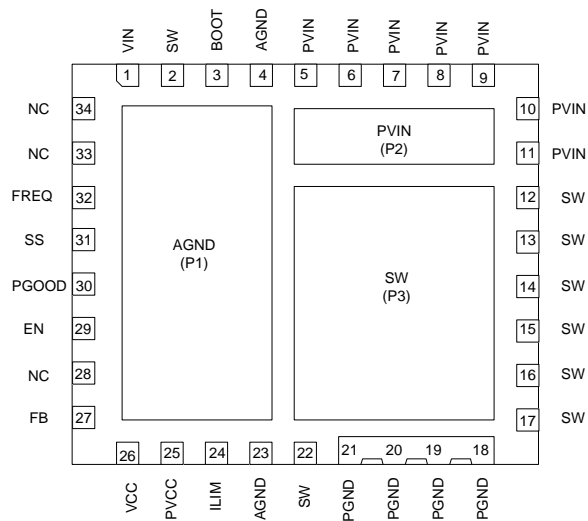 VIN SW BOOT AGND PVIN PVIN PVIN PVIN PVIN
1 2 3 4 5 6 7 8 9
NC 34 10 PVIN
PVIN
(P2)
NC 33 11 PVIN
FREQ 32 12 SW
SS 31 13 SW
AGND
(P1)
SW
(P3)
PGOOD 30 14 SW
EN 29 15 SW
NC 28 16 SW
FB 27 17 SW
26 25 24 23 22 21 20 19 18
VCC PVCC ILIM AGND SW PGND PGND PGND PGND